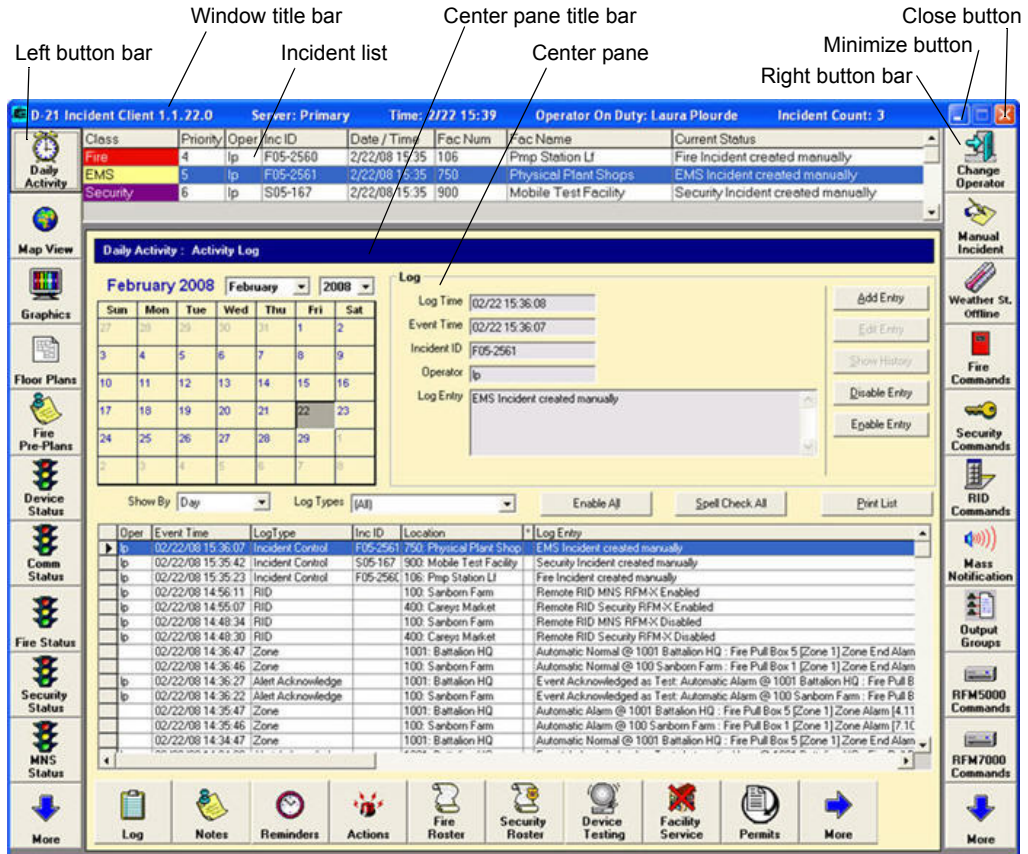 Window title bar
Center pane title bar
Close button
Left button bar
Incident list
Center pane
Minimize button
Right button bar
D-21 Incident Client 1.1.22.0 Server: Primary Time: 2/22 15:39 Operator On Duty: Laura Plourde Incident Count: 3
Class Priority Oper Inc ID Date / Time Fac Num Fac Name Current Status
Fire 4 lp F05-2560 2/22/08 15:35 106 Pmp Station Lf Fire Incident created manually
EMS 5 lp F05-2561 2/22/08 15:35 750 Physical Plant Shops EMS Incident created manually
Security 6 lp S05-167 2/22/08 15:35 900 Mobile Test Facility Security Incident created manually
Daily Activity
Map View
Graphics
Floor Plans
Fire Pre-Plans
Device Status
Comm Status
Fire Status
Security Status
MNS Status
More
Daily Activity : Activity Log
February 2008 February 2008
Sun Mon Tue Wed Thu Fri Sat
27 28 29 30 31 1 2
3 4 5 6 7 8 9
10 11 12 13 14 15 16
17 18 19 20 21 22 23
24 25 26 27 28 29 1
2 3 4 5 6 7 8
Log
Log Time 02/22 15:36:08
Event Time 02/22 15:36:07
Incident ID F05-2561
Operator lp
Log Entry EMS Incident created manually
Add Entry
Edit Entry
Show History
Disable Entry
Enable Entry
Show By Day Log Types (All) Enable All Spell Check All Print List
Oper Event Time LogType Inc ID Location * Log Entry
lp 02/22/08 15:36:07 Incident Control F05-2561 750: Physical Plant Shop EMS Incident created manually
lp 02/22/08 15:35:42 Incident Control S05-167 900: Mobile Test Facility Security Incident created manually
lp 02/22/08 15:35:23 Incident Control F05-2560 106: Pmp Station Lf Fire Incident created manually
lp 02/22/08 14:56:11 RID 100: Sanborn Farm Remote RID MNS RFM-X Enabled
lp 02/22/08 14:55:07 RID 400: Careys Market Remote RID Security RFM-X Enabled
lp 02/22/08 14:48:34 RID 100: Sanborn Farm Remote RID MNS RFM-X Disabled
lp 02/22/08 14:48:30 RID 400: Careys Market Remote RID Security RFM-X Disabled
02/22/08 14:36:47 Zone 1001: Battalion HQ Automatic Normal @ 1001 Battalion HQ : Fire Pull Box 5 [Zone 1] Zone End Alarm
02/22/08 14:36:46 Zone 100: Sanborn Farm Automatic Normal @ 100 Sanborn Farm : Fire Pull Box 1 [Zone 1] Zone End Alarm
lp 02/22/08 14:36:27 Alert Acknowledge 1001: Battalion HQ Event Acknowledged as Test: Automatic Alarm @ 1001 Battalion HQ : Fire Pull B
lp 02/22/08 14:36:22 Alert Acknowledge 100: Sanborn Farm Event Acknowledged as Test: Automatic Alarm @ 100 Sanborn Farm : Fire Pull B
02/22/08 14:35:47 Zone 1001: Battalion HQ Automatic Alarm @ 1001 Battalion HQ : Fire Pull Box 5 [Zone 1] Zone Alarm [4.11
02/22/08 14:35:46 Zone 100: Sanborn Farm Automatic Alarm @ 100 Sanborn Farm : Fire Pull Box 1 [Zone 1] Zone Alarm [7.10
02/22/08 14:34:47 Zone 1001: Battalion HQ Automatic Normal @ 1001 Battalion HQ : Fire Pull Box 5 [Zone 1] Zone End Alarm
Log
Notes
Reminders
Actions
Fire Roster
Security Roster
Device Testing
Facility Service
Permits
More
Change Operator
Manual Incident
Weather St. Offline
Fire Commands
Security Commands
RID Commands
Mass Notification
Output Groups
RFM5000 Commands
RFM7000 Commands
More